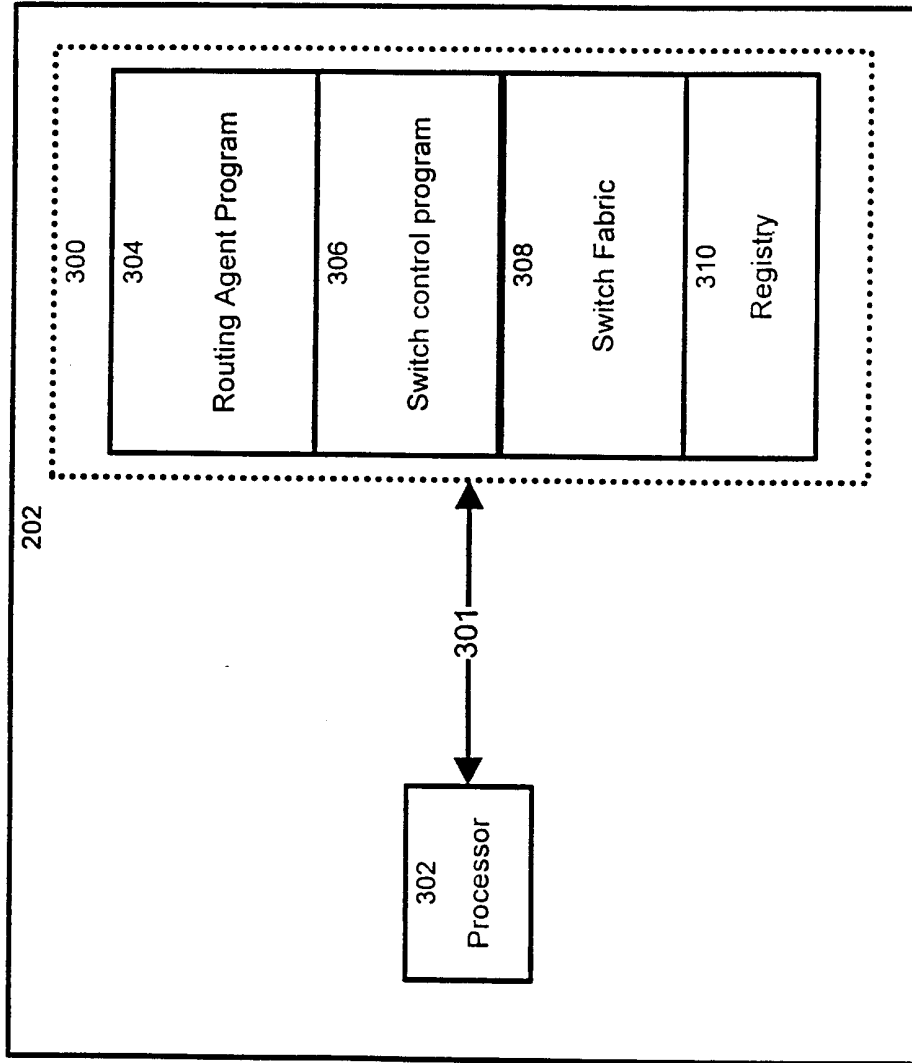 202
300
304
Routing Agent Program
306
Switch control program
308
Switch Fabric
310
Registry
301
302
Processor